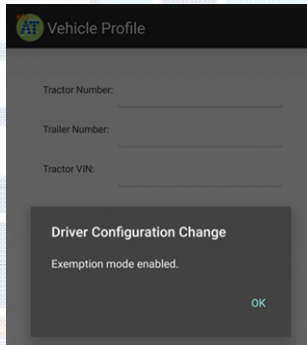 AT Vehicle Profile
Tractor Number:
Trailer Number:
Tractor VIN:
Driver Configuration Change
Exemption mode enabled.
OK